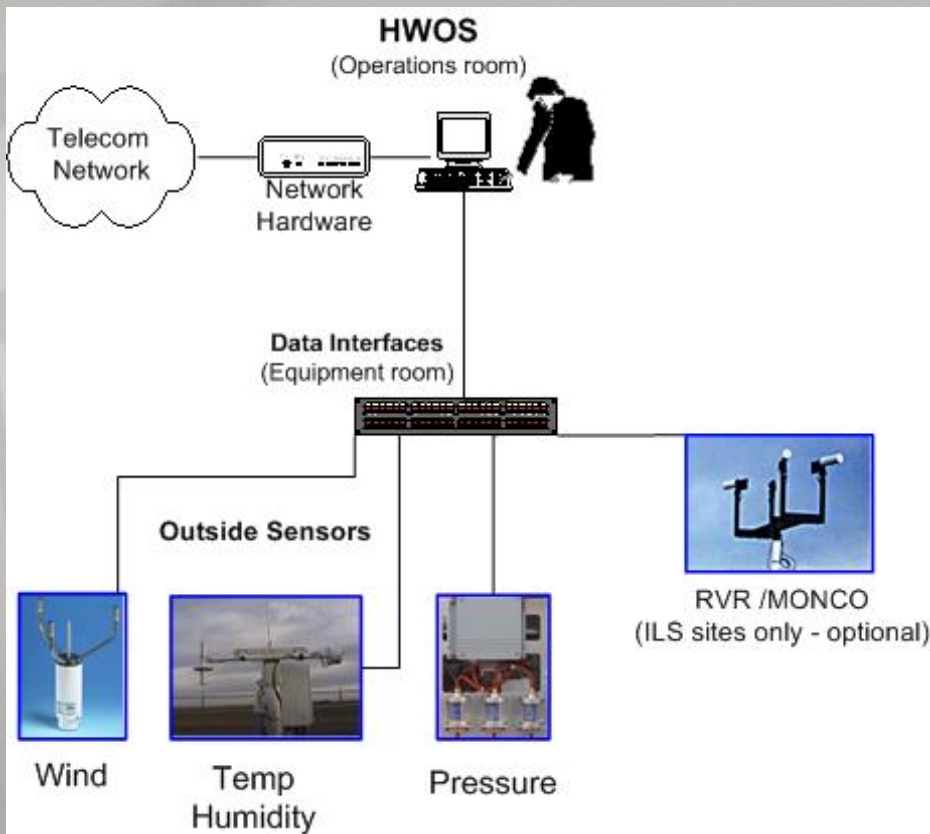 HWOS
(Operations room)
Telecom
Network
Network
Hardware
Data Interfaces
(Equipment room)
Outside Sensors
RVR /MONCO
(ILS sites only - optional)
Wind
Temp
Humidity
Pressure